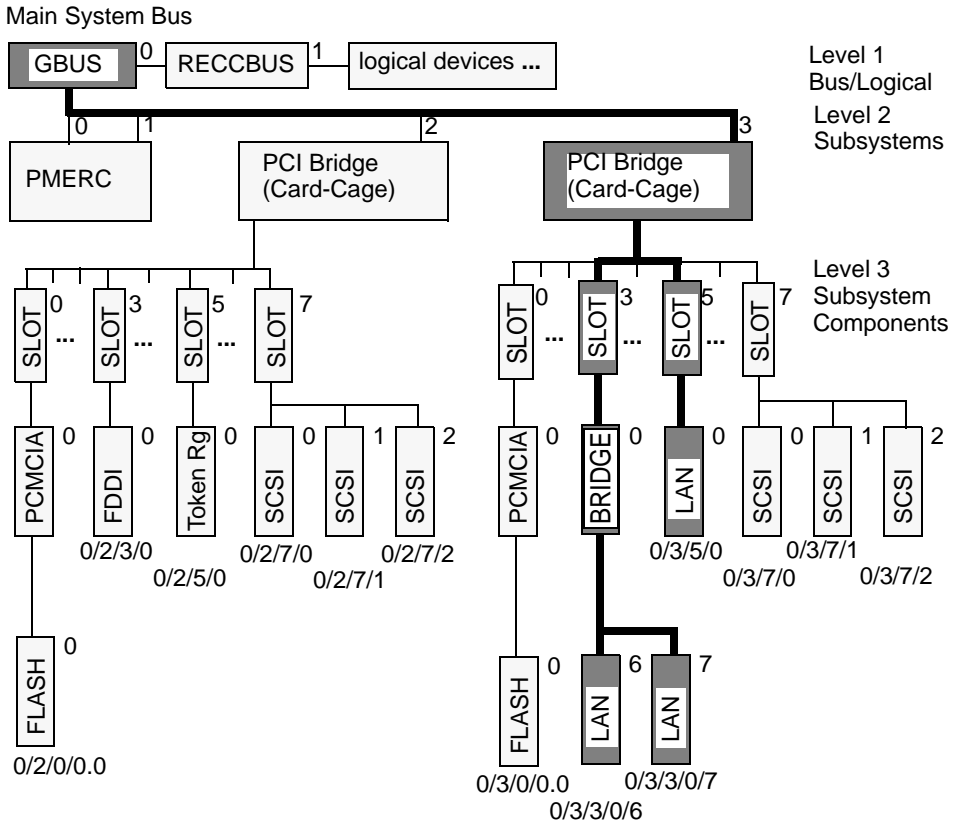 Main System Bus
GBUS 0 RECCBUS 1 logical devices ...
Level 1
Bus/Logical
Level 2
Subsystems
0 1 2 3
PMERC
PCI Bridge
(Card-Cage)
PCI Bridge
(Card-Cage)
Level 3
Subsystem
Components
SLOT 0 ... SLOT 3 ... SLOT 5 ... SLOT 7
SLOT 0 ... SLOT 3 ... SLOT 5 ... SLOT 7
PCMCIA 0 FDDI 0 Token Rg 0 SCSI 0 SCSI 1 SCSI 2
PCMCIA 0 BRIDGE 0 LAN 0 SCSI 0 SCSI 1 SCSI 2
0/2/3/0 0/2/7/0 0/2/7/2
0/2/5/0 0/2/7/1
0/3/5/0 0/3/7/1
0/3/7/0 0/3/7/2
FLASH 0
0/2/0/0.0
FLASH 0 LAN 6 LAN 7
0/3/0/0.0 0/3/3/0/7
0/3/3/0/6